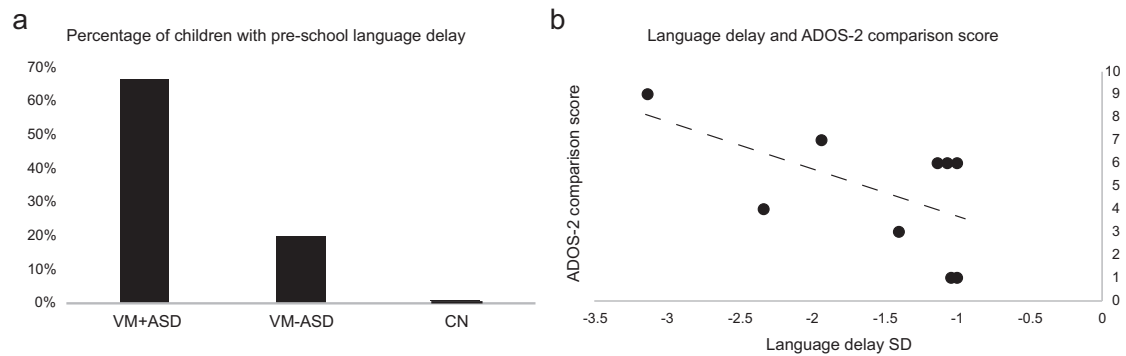 a
Percentage of children with pre-school language delay
70%
60%
50%
40%
30%
20%
10%
0%
VM+ASD
VM-ASD
CN
b
Language delay and ADOS-2 comparison score
ADOS-2 comparison score
10
9
8
7
6
5
4
3
2
1
0
-3.5 -3 -2.5 -2 -1.5 -1 -0.5 0
Language delay SD